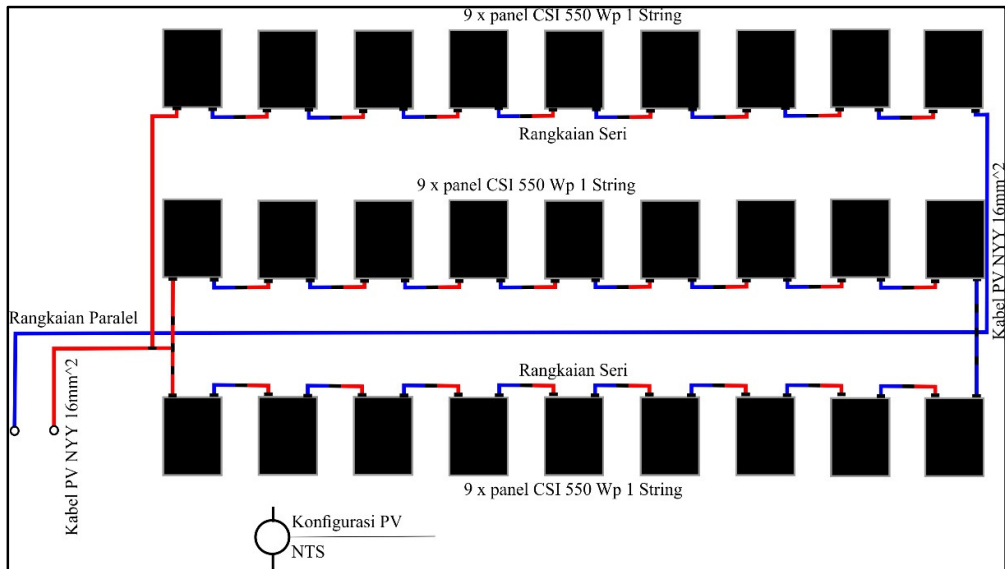 9 x panel CSI 550 Wp 1 String
Rangkaian Seri
9 x panel CSI 550 Wp 1 String
Kabel PV NYY 16mm^2
Rangkaian Paralel
Rangkaian Seri
Kabel PV NYY 16mm^2
9 x panel CSI 550 Wp 1 String
Konfigurasi PV
NTS